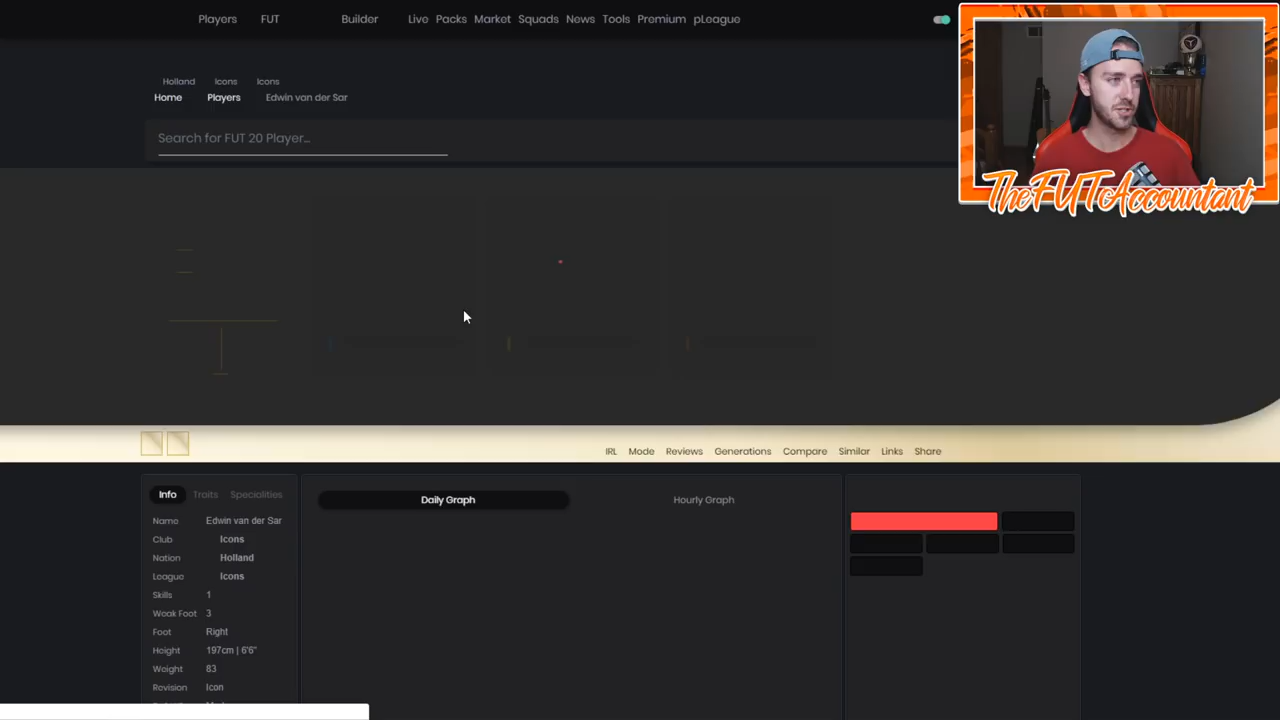 Players FUT Builder Live Packs Market Squads News Tools Premium pLeague
Holland Icons Icons
Home Players Edwin van der Sar
Search for FUT 20 Player...
TheFUTAccountant
IRL Mode Reviews Generations Compare Similar Links Share
Info Traits Specialities
Daily Graph Hourly Graph
Name Edwin van der Sar
Club Icons
Nation Holland
League Icons
Skills 1
Weak Foot 3
Foot Right
Height 197cm | 6'6"
Weight 83
Revision Icon